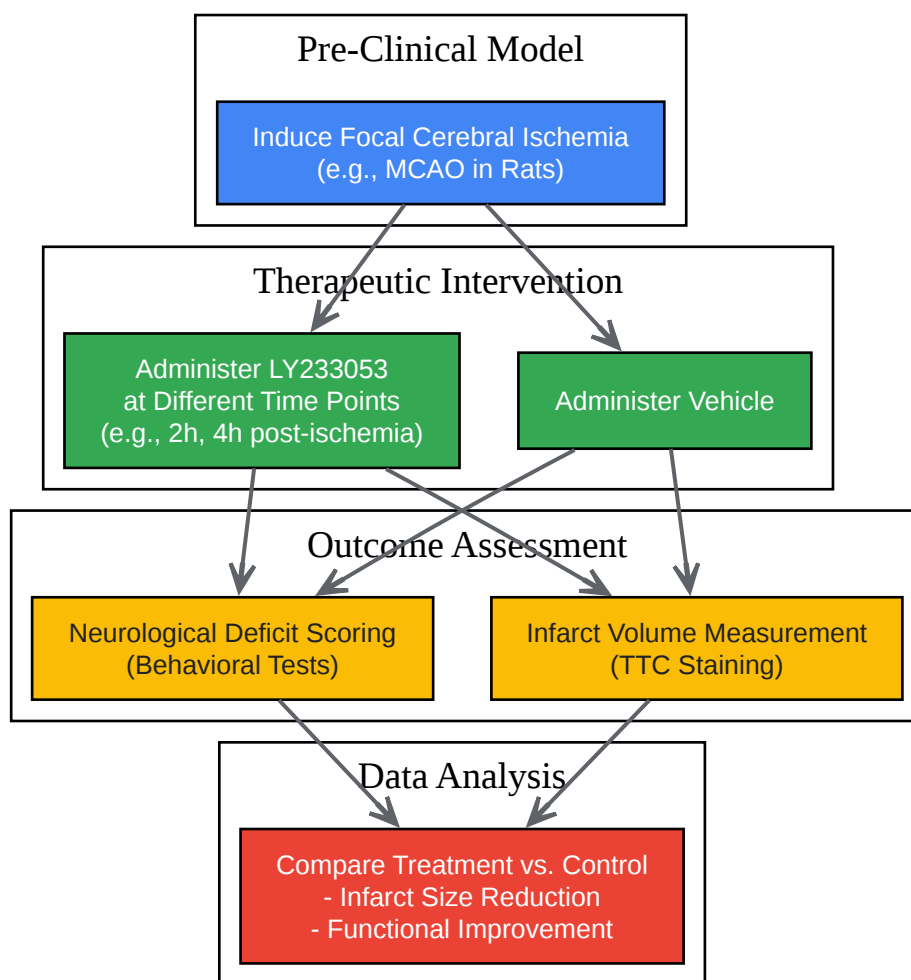 Pre-Clinical Model
Induce Focal Cerebral Ischemia
(e.g., MCAO in Rats)
Therapeutic Intervention
Administer LY233053
at Different Time Points
(e.g., 2h, 4h post-ischemia)
Administer Vehicle
Outcome Assessment
Neurological Deficit Scoring
(Behavioral Tests)
Infarct Volume Measurement
(TTC Staining)
Data Analysis
Compare Treatment vs. Control
- Infarct Size Reduction
- Functional Improvement